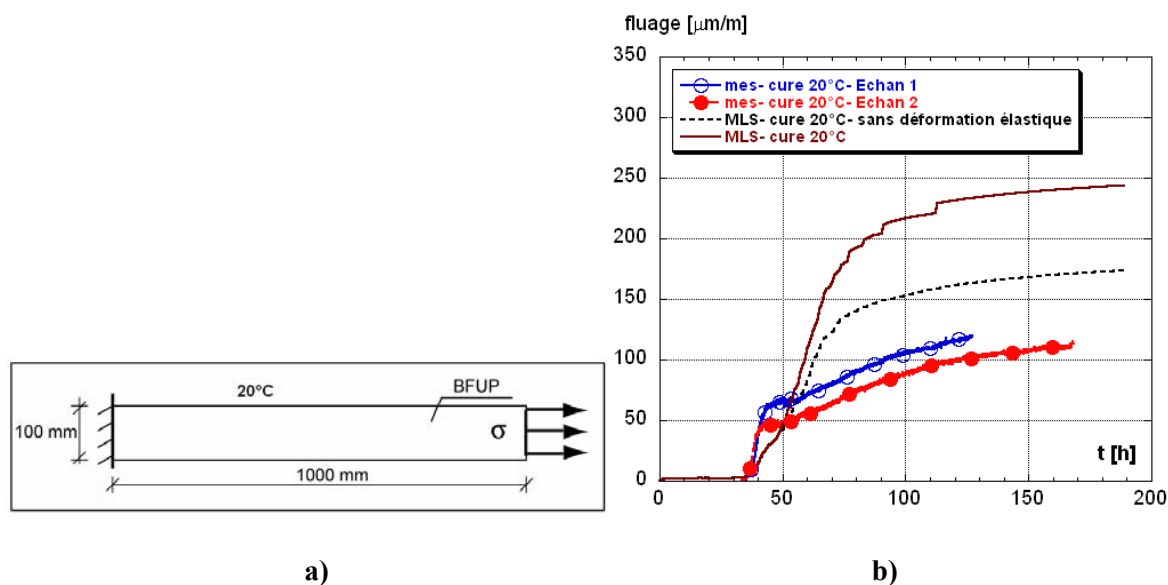 fluage [µm/m]
350
300
250
200
150
100
50
0
mes- cure 20°C- Echan 1
mes- cure 20°C- Echan 2
MLS- cure 20°C- sans déformation élastique
MLS- cure 20°C
t [h]
0 50 100 150 200
20°C
BFUP
100 mm
σ
1000 mm
a) b)